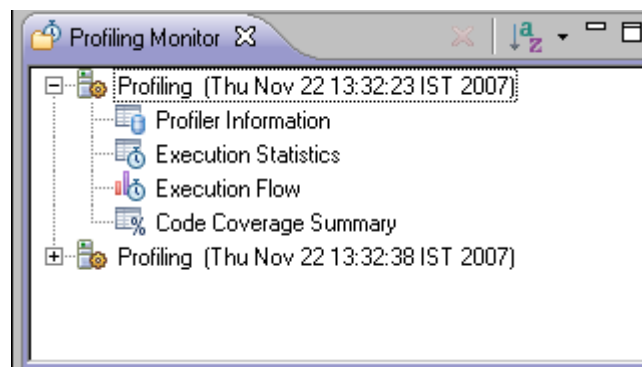 Profiling Monitor
Profiling (Thu Nov 22 13:32:23 IST 2007)
Profiler Information
Execution Statistics
Execution Flow
Code Coverage Summary
Profiling (Thu Nov 22 13:32:38 IST 2007)